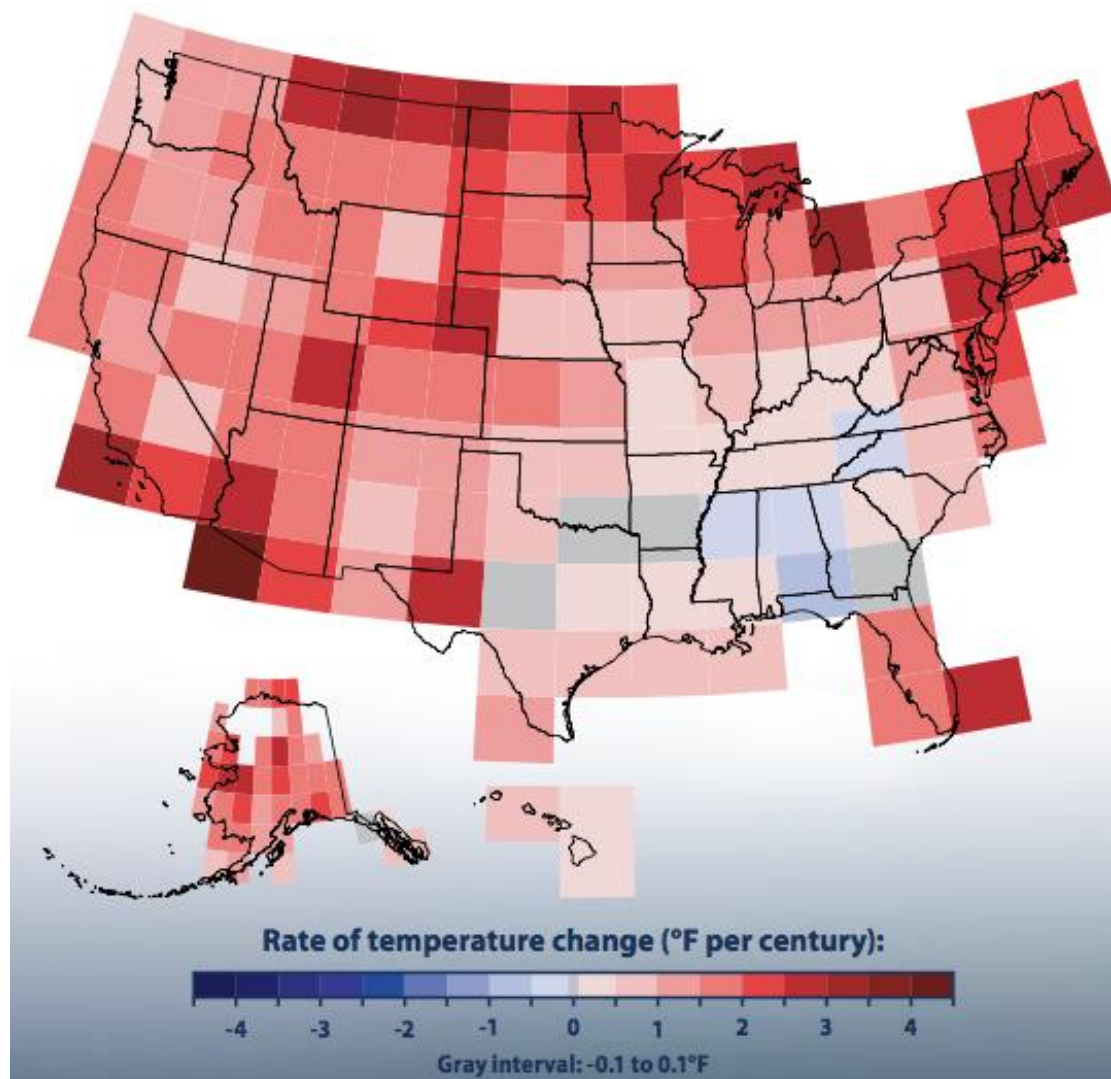 Rate of temperature change (°F per century):
-4 -3 -2 -1 0 1 2 3 4
Gray interval: -0.1 to 0.1°F